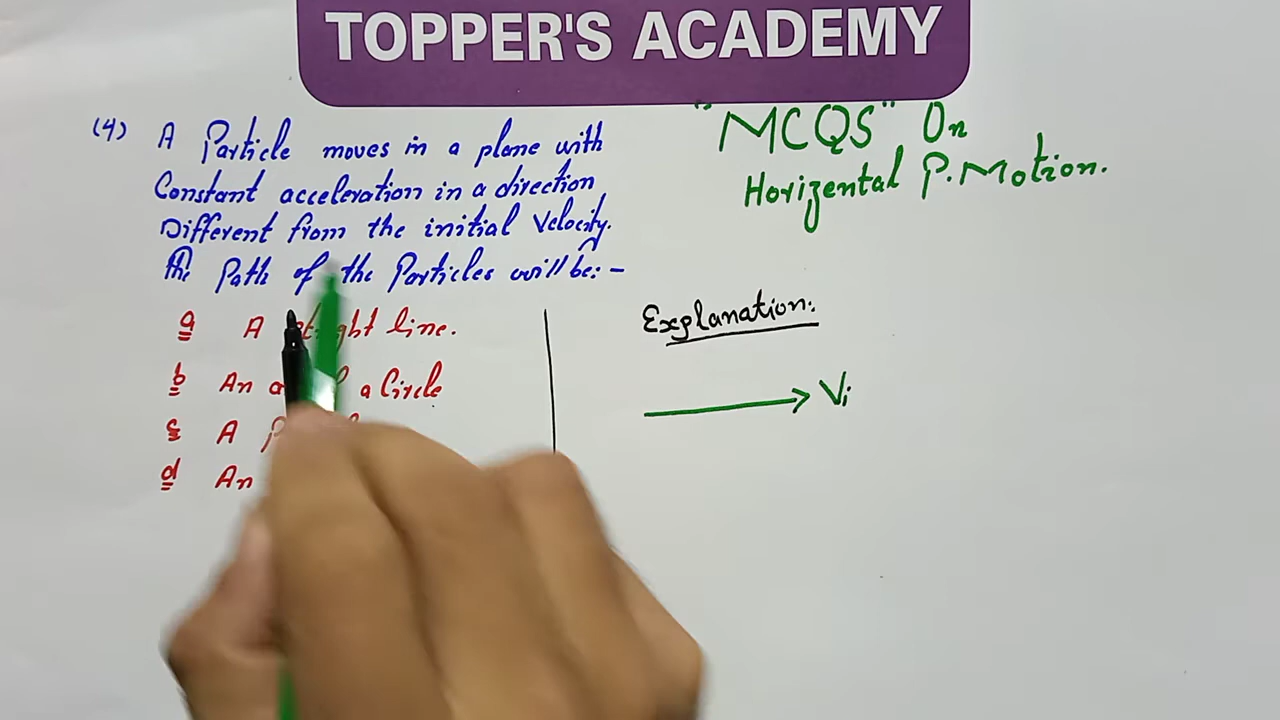 TOPPER'S ACADEMY
"MCQS" On
Horizental P.Motion.
(4) A Particle moves in a plane with
Constant acceleration in a direction
Different from the initial Velocity.
The Path of the Particles will be:-
a A line.
b An a Circle
c A
d An
Explanation:
Vi